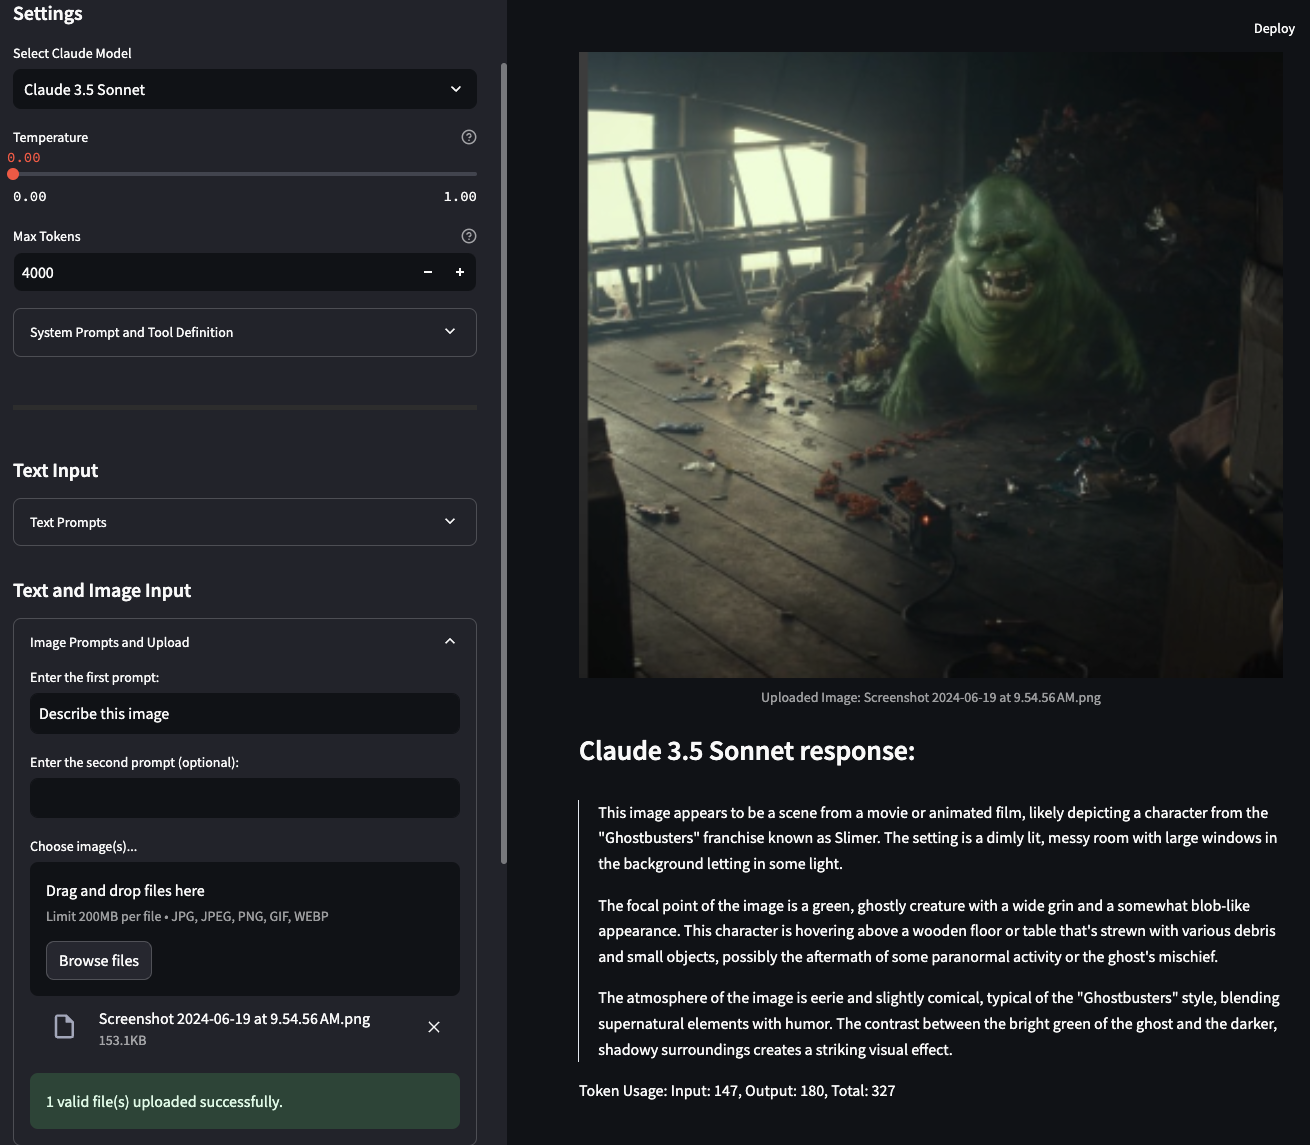 Settings
Select Claude Model
Claude 3.5 Sonnet
Temperature
0.00
0.00 1.00
Max Tokens
4000
System Prompt and Tool Definition
Text Input
Text Prompts
Text and Image Input
Image Prompts and Upload
Enter the first prompt:
Describe this image
Enter the second prompt (optional):
Choose image(s)...
Drag and drop files here
Limit 200MB per file • JPG, JPEG, PNG, GIF, WEBP
Browse files
Screenshot 2024-06-19 at 9.54.56 AM.png
153.1KB
1 valid file(s) uploaded successfully.
Deploy
Uploaded Image: Screenshot 2024-06-19 at 9.54.56 AM.png
Claude 3.5 Sonnet response:
This image appears to be a scene from a movie or animated film, likely depicting a character from the
"Ghostbusters" franchise known as Slimer. The setting is a dimly lit, messy room with large windows in
the background letting in some light.
The focal point of the image is a green, ghostly creature with a wide grin and a somewhat blob-like
appearance. This character is hovering above a wooden floor or table that's strewn with various debris
and small objects, possibly the aftermath of some paranormal activity or the ghost's mischief.
The atmosphere of the image is eerie and slightly comical, typical of the "Ghostbusters" style, blending
supernatural elements with humor. The contrast between the bright green of the ghost and the darker,
shadowy surroundings creates a striking visual effect.
Token Usage: Input: 147, Output: 180, Total: 327